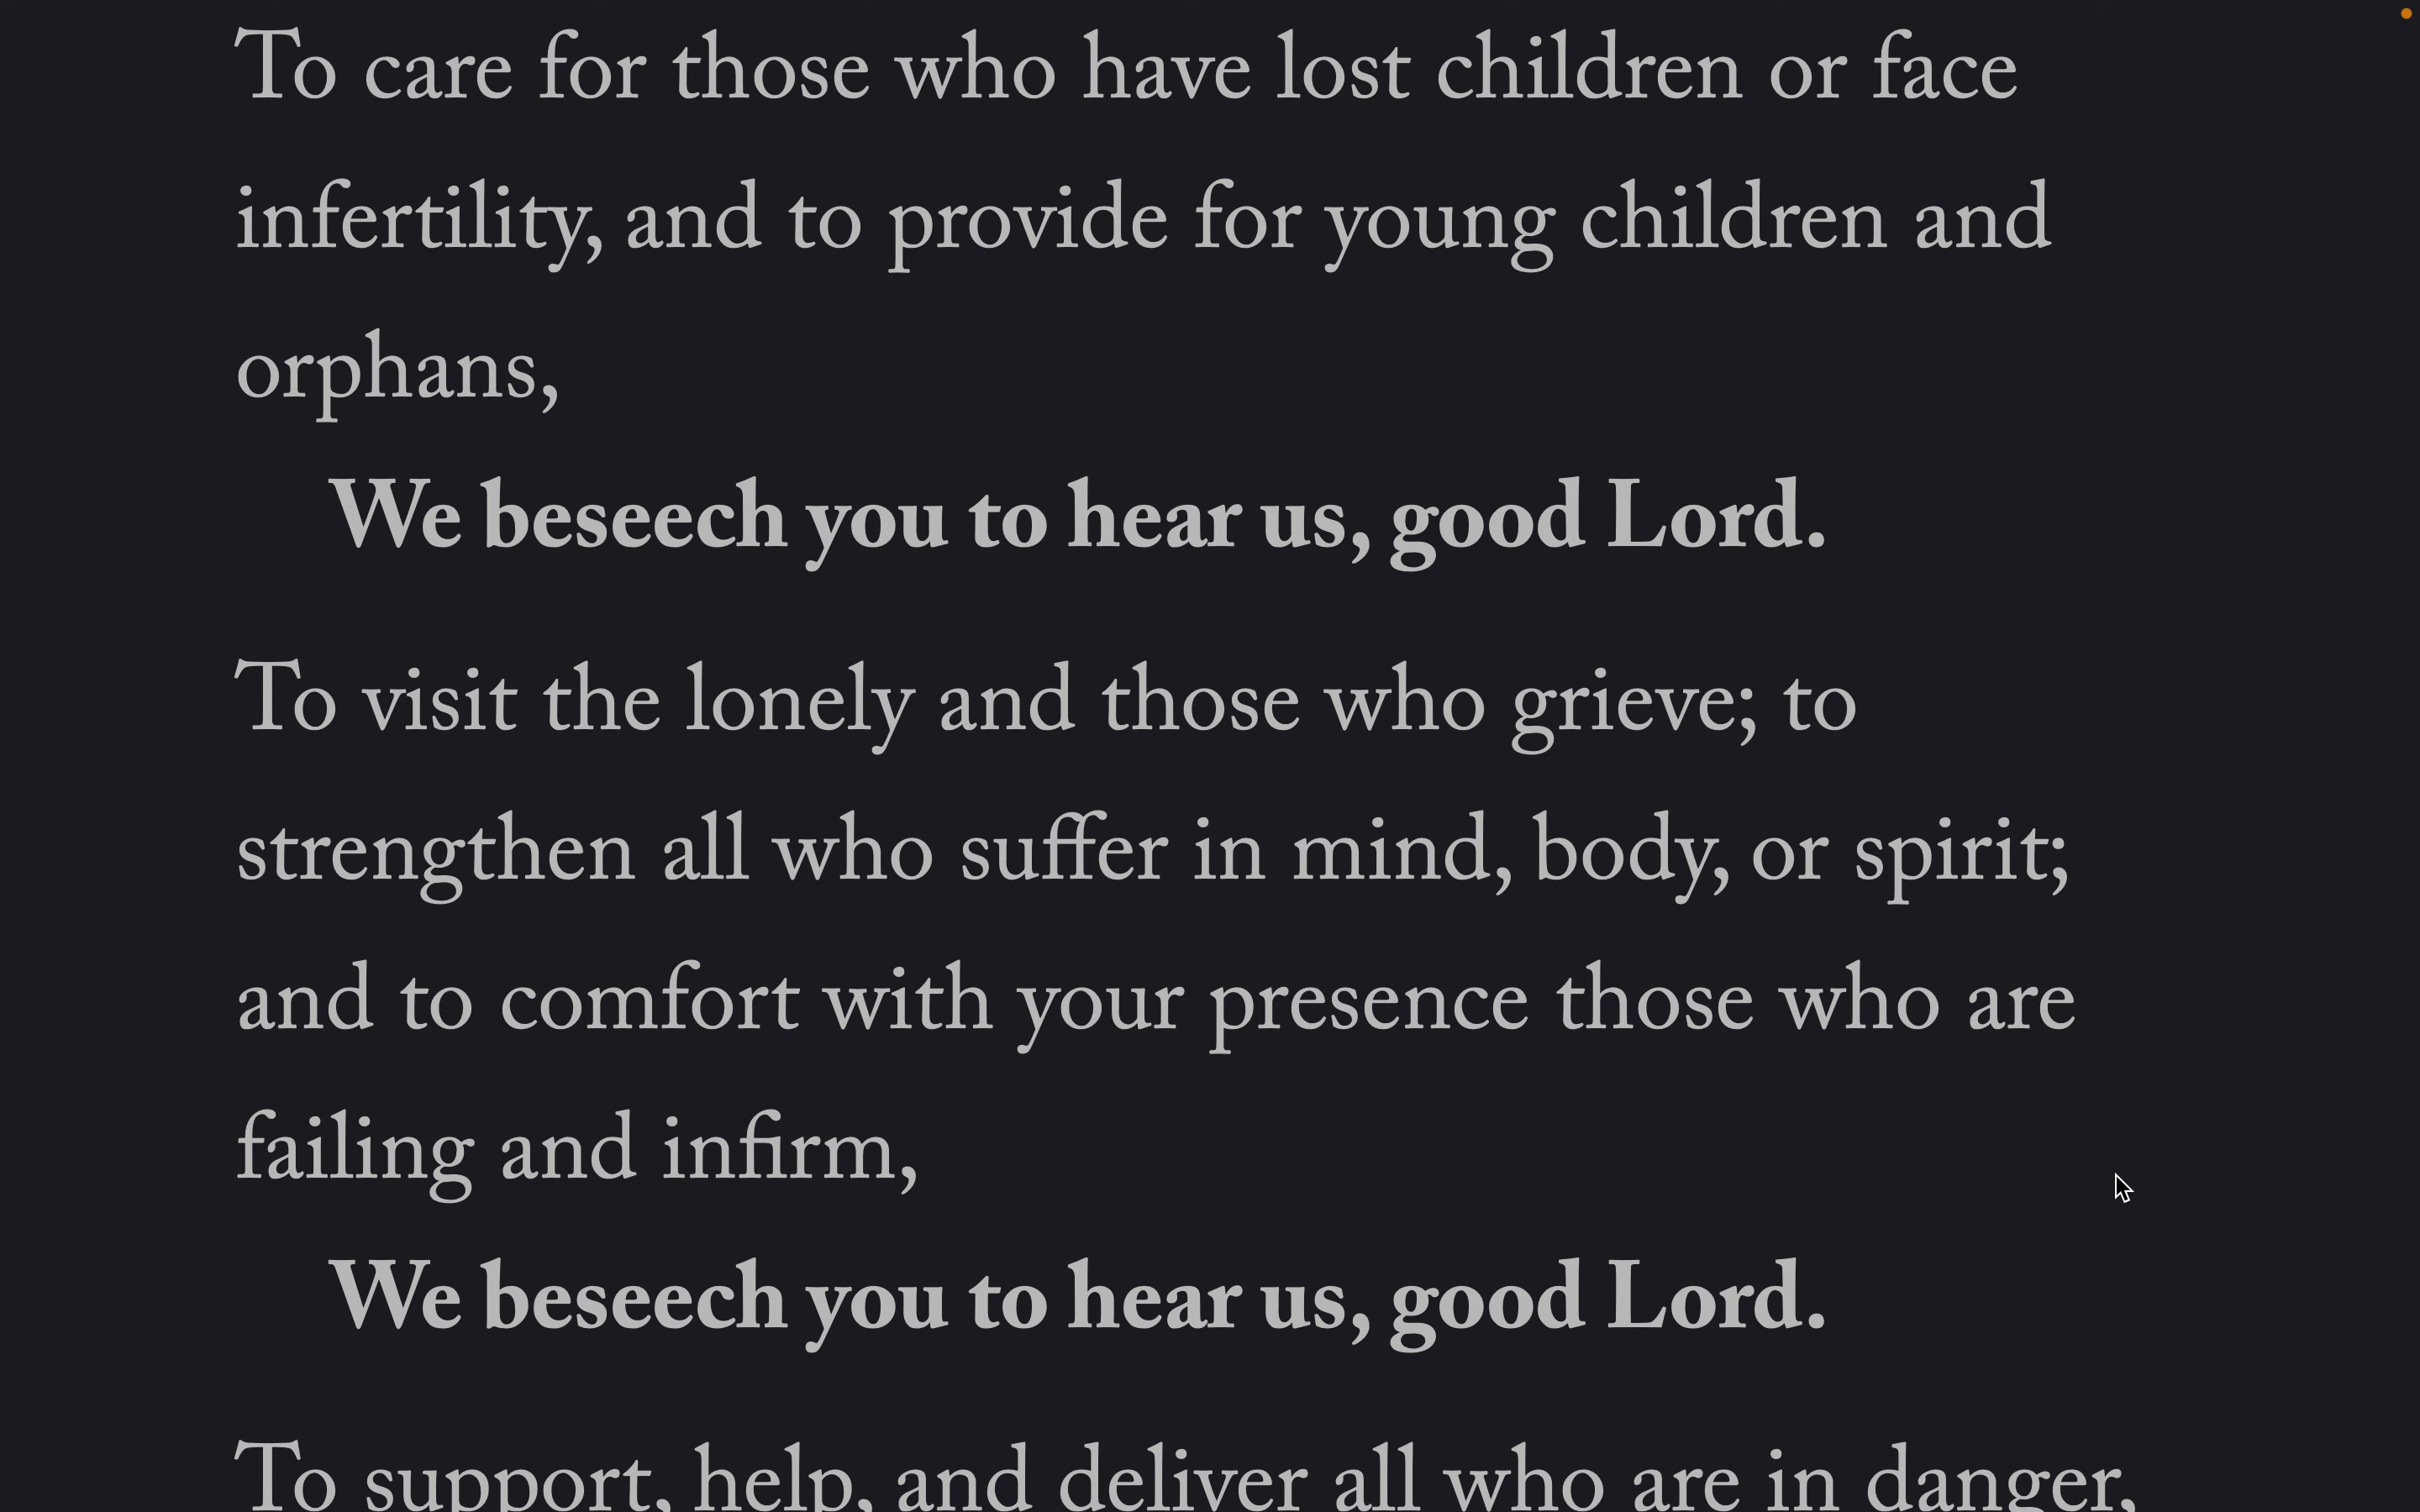 To care for those who have lost children or face
infertility, and to provide for young children and
orphans,
We beseech you to hear us, good Lord.
To visit the lonely and those who grieve; to
strengthen all who suffer in mind, body, or spirit;
and to comfort with your presence those who are
failing and infirm,
We beseech you to hear us, good Lord.
To support, help, and deliver all who are in danger,